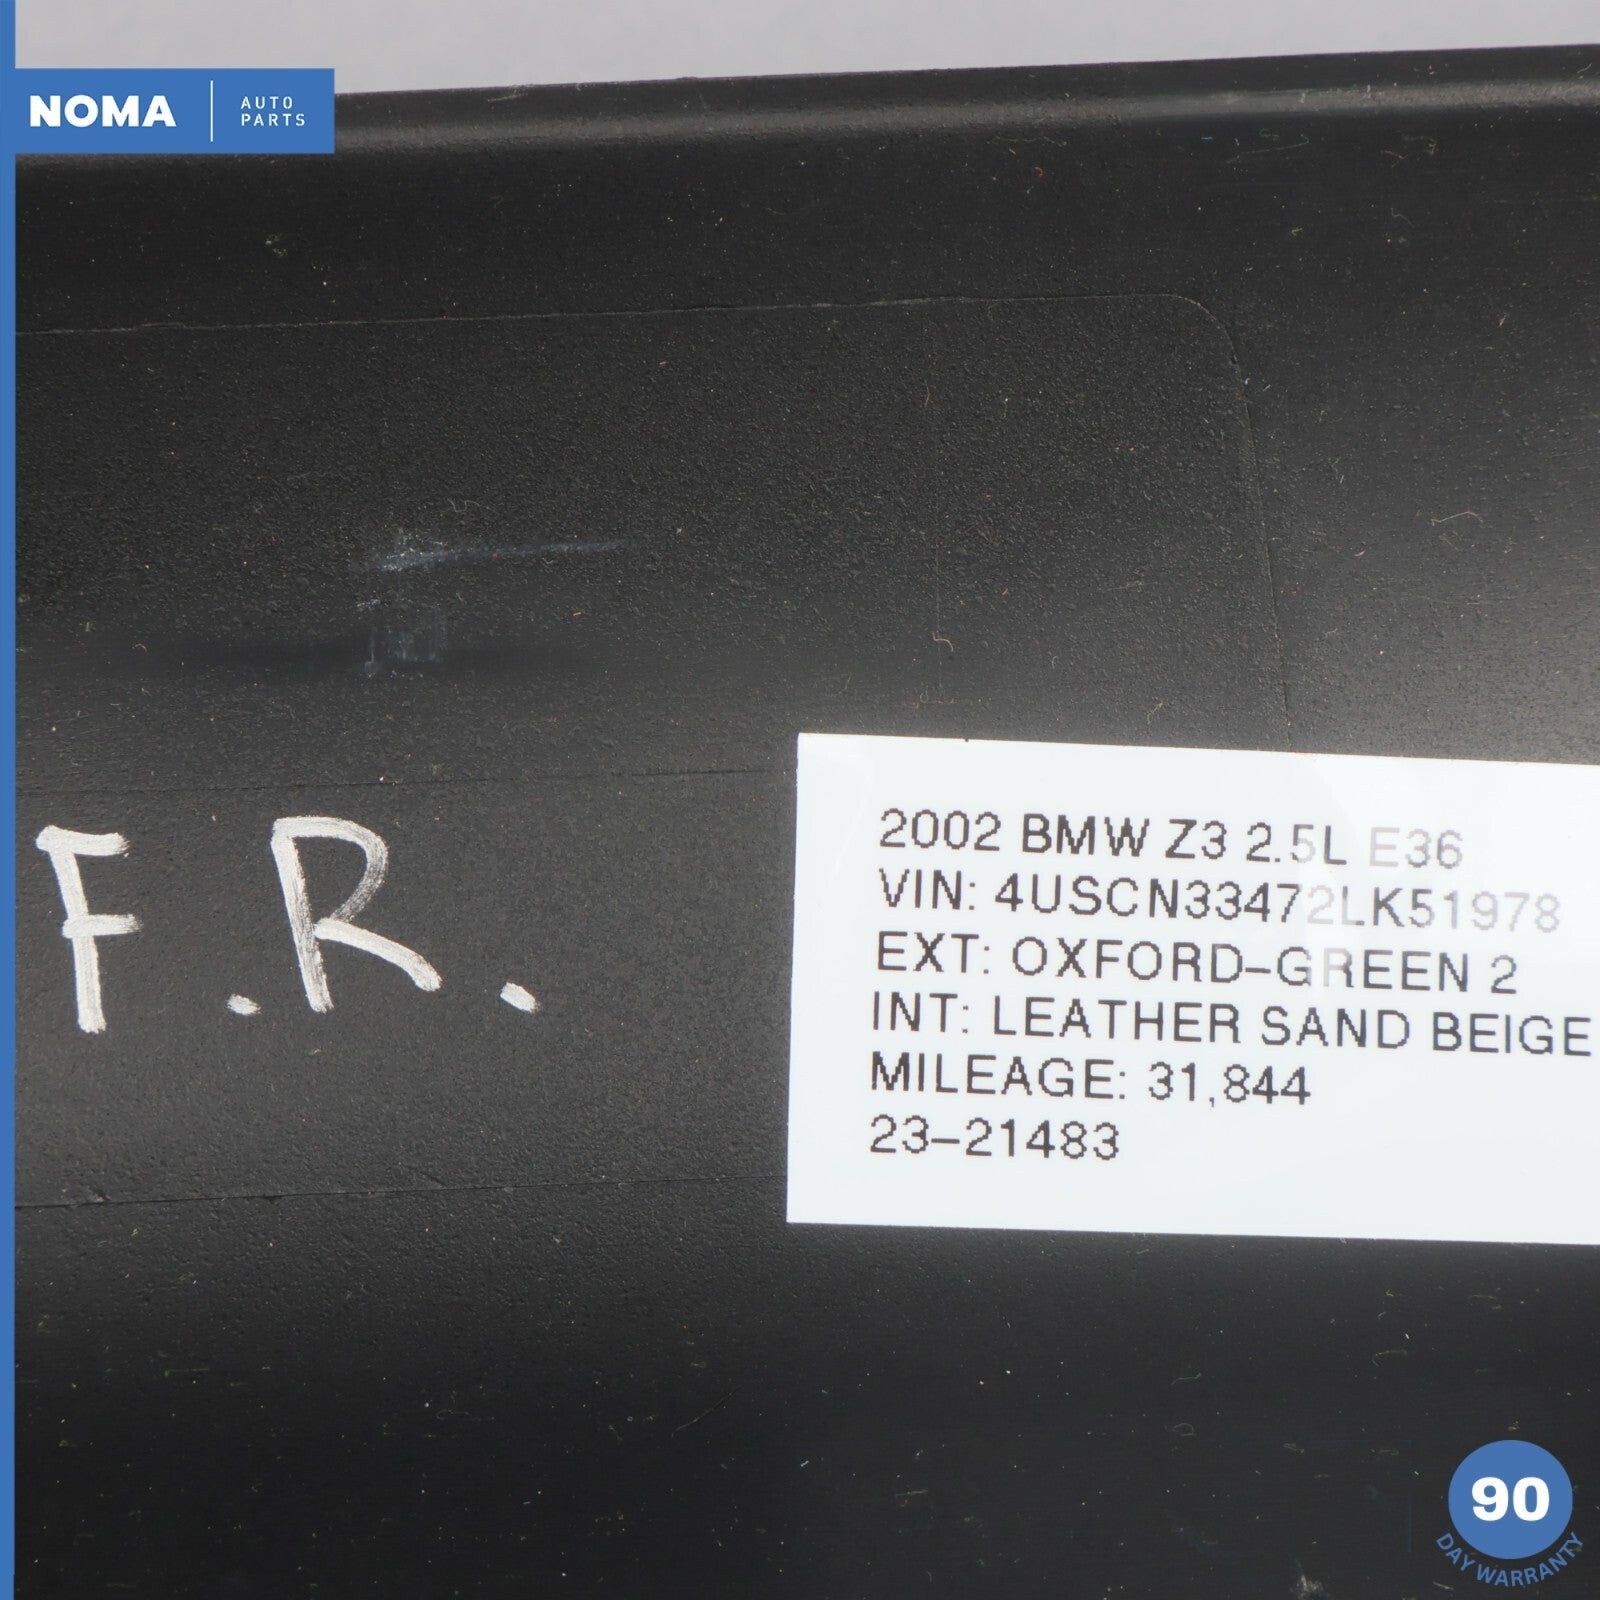 NOMA
AUTO
PARTS
F.R.
2002 BMW Z3 2.5L E36
VIN: 4USCN33472LK51978
EXT: OXFORD-GREEN 2
INT: LEATHER SAND BEIGE
MILEAGE: 31,844
23-21483
90
DAY WARRANTY